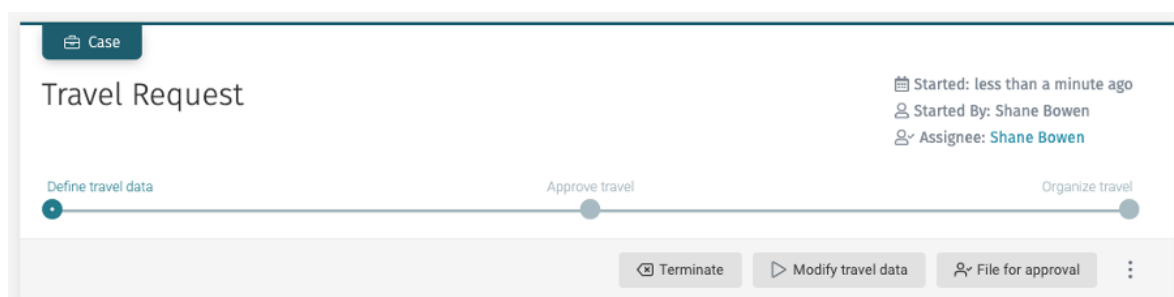 Case
Travel Request
Started: less than a minute ago
Started By: Shane Bowen
Assignee: Shane Bowen
Define travel data
Approve travel
Organize travel
Terminate
Modify travel data
File for approval